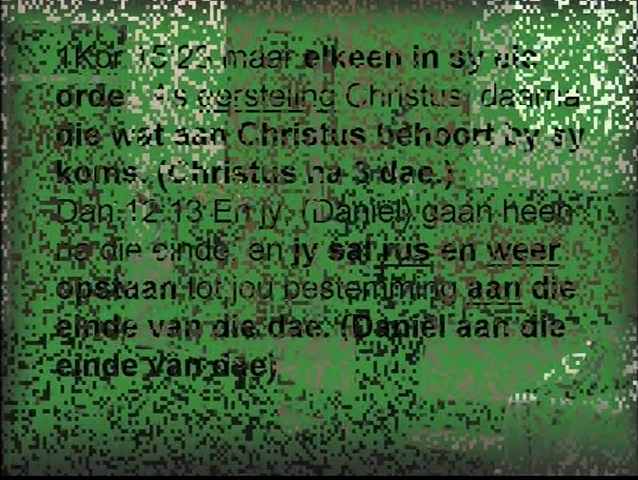 1Kor 15:23 maar elkeen in sy eie
orde. As eersteling Christus, daarna
die wat aan Christus behoort by sy
koms. (Christus na 3 dae.)
Dan 12:13 En jy, (Daniel) gaan heen
na die einde, en jy sal rus en weer
opstaan tot jou bestemming aan die
einde van die dae. (Daniel aan die
einde van dae)